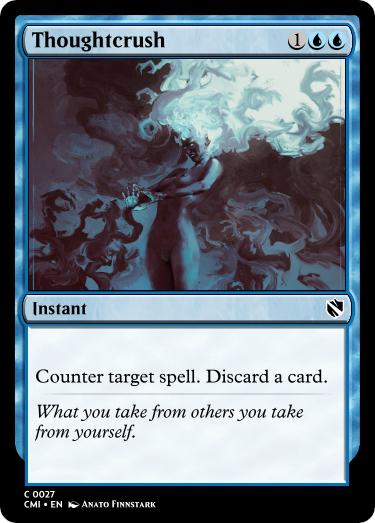 Thoughtcrush 1
Instant
Counter target spell. Discard a card.
What you take from others you take
from yourself.
C 0027
CMI • EN Anato Finnstark